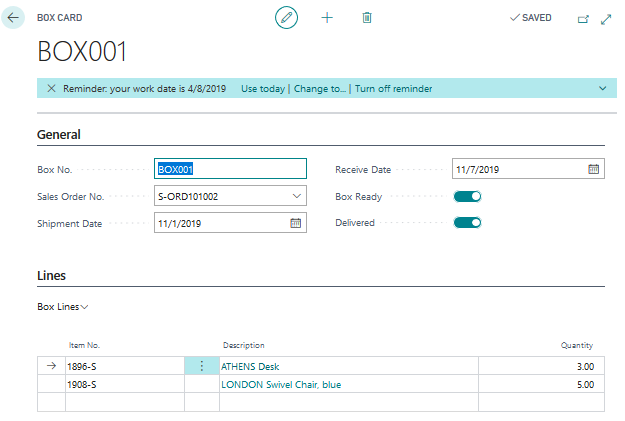 BOX CARD
SAVED
BOX001
Reminder: your work date is 4/8/2019 Use today | Change to... | Turn off reminder
General
Box No. BOX001 Receive Date 11/7/2019
Sales Order No. S-ORD101002 Box Ready
Shipment Date 11/1/2019 Delivered
Lines
Box Lines
Item No. Description Quantity
1896-S ATHENS Desk 3.00
1908-S LONDON Swivel Chair, blue 5.00